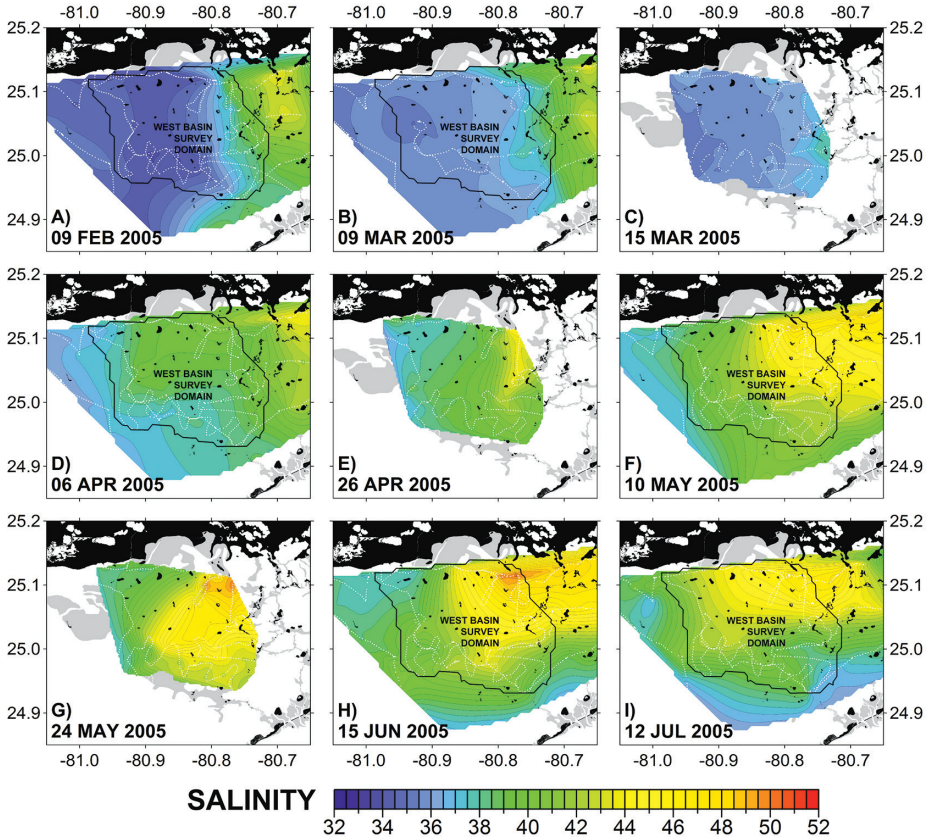 -81.0 -80.9 -80.8 -80.7 -81.0 -80.9 -80.8 -80.7 -81.0 -80.9 -80.8 -80.7
25.2 25.2
25.1 25.1
25.0 25.0
24.9 24.9
WEST BASIN
SURVEY
DOMAIN
A)
09 FEB 2005
WEST BASIN
SURVEY
DOMAIN
B)
09 MAR 2005
C)
15 MAR 2005
25.2 25.2
25.1 25.1
25.0 25.0
24.9 24.9
WEST BASIN
SURVEY
DOMAIN
D)
06 APR 2005
E)
26 APR 2005
WEST BASIN
SURVEY
DOMAIN
F)
10 MAY 2005
25.2 25.2
25.1 25.1
25.0 25.0
24.9 24.9
G)
24 MAY 2005
WEST BASIN
SURVEY
DOMAIN
H)
15 JUN 2005
WEST BASIN
SURVEY
DOMAIN
I)
12 JUL 2005
-81.0 -80.9 -80.8 -80.7 -81.0 -80.9 -80.8 -80.7 -81.0 -80.9 -80.8 -80.7
SALINITY
32 34 36 38 40 42 44 46 48 50 52